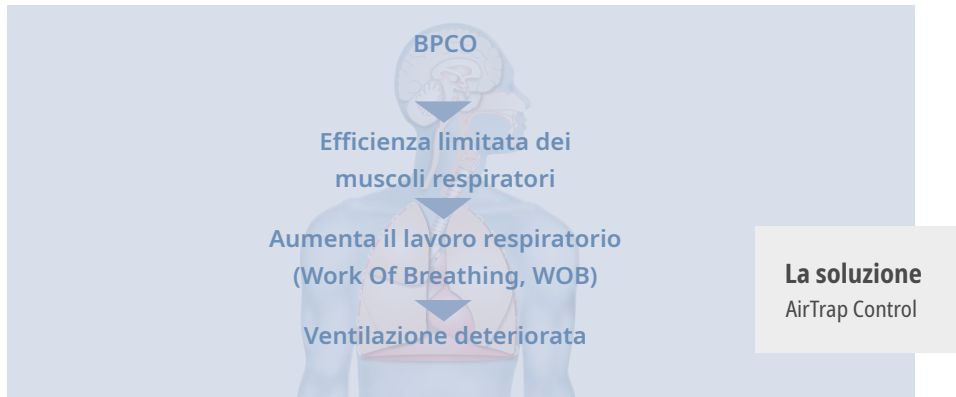 BPCO
Efficienza limitata dei
muscoli respiratori
Aumenta il lavoro respiratorio
(Work Of Breathing, WOB)
Ventilazione deteriorata
La soluzione
AirTrap Control